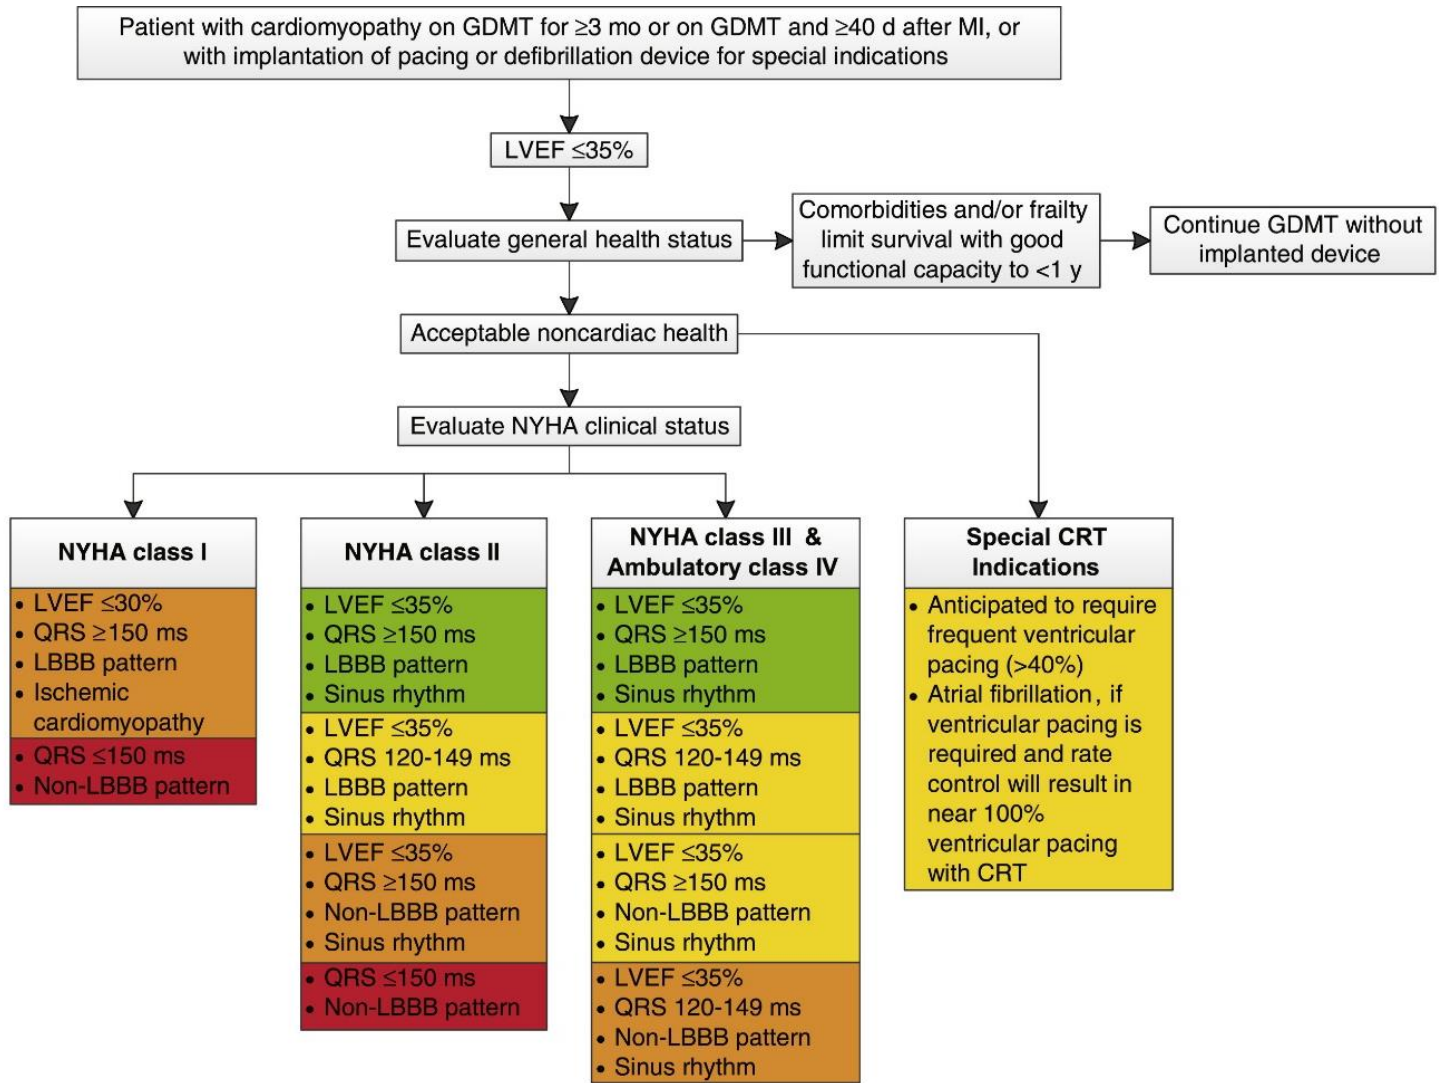 Patient with cardiomyopathy on GDMT for ≥3 mo or on GDMT and ≥40 d after MI, or
with implantation of pacing or defibrillation device for special indications
LVEF ≤35%
Evaluate general health status
Comorbidities and/or frailty
limit survival with good
functional capacity to <1 y
Continue GDMT without
implanted device
Acceptable noncardiac health
Evaluate NYHA clinical status
NYHA class I
• LVEF ≤30%
• QRS ≥150 ms
• LBBB pattern
• Ischemic
cardiomyopathy
• QRS ≤150 ms
• Non-LBBB pattern
NYHA class II
• LVEF ≤35%
• QRS ≥150 ms
• LBBB pattern
• Sinus rhythm
• LVEF ≤35%
• QRS 120-149 ms
• LBBB pattern
• Sinus rhythm
• LVEF ≤35%
• QRS ≥150 ms
• Non-LBBB pattern
• Sinus rhythm
• QRS ≤150 ms
• Non-LBBB pattern
NYHA class III &
Ambulatory class IV
• LVEF ≤35%
• QRS ≥150 ms
• LBBB pattern
• Sinus rhythm
• LVEF ≤35%
• QRS 120-149 ms
• LBBB pattern
• Sinus rhythm
• LVEF ≤35%
• QRS ≥150 ms
• Non-LBBB pattern
• Sinus rhythm
• LVEF ≤35%
• QRS 120-149 ms
• Non-LBBB pattern
• Sinus rhythm
Special CRT
Indications
• Anticipated to require
frequent ventricular
pacing (>40%)
• Atrial fibrillation, if
ventricular pacing is
required and rate
control will result in
near 100%
ventricular pacing
with CRT